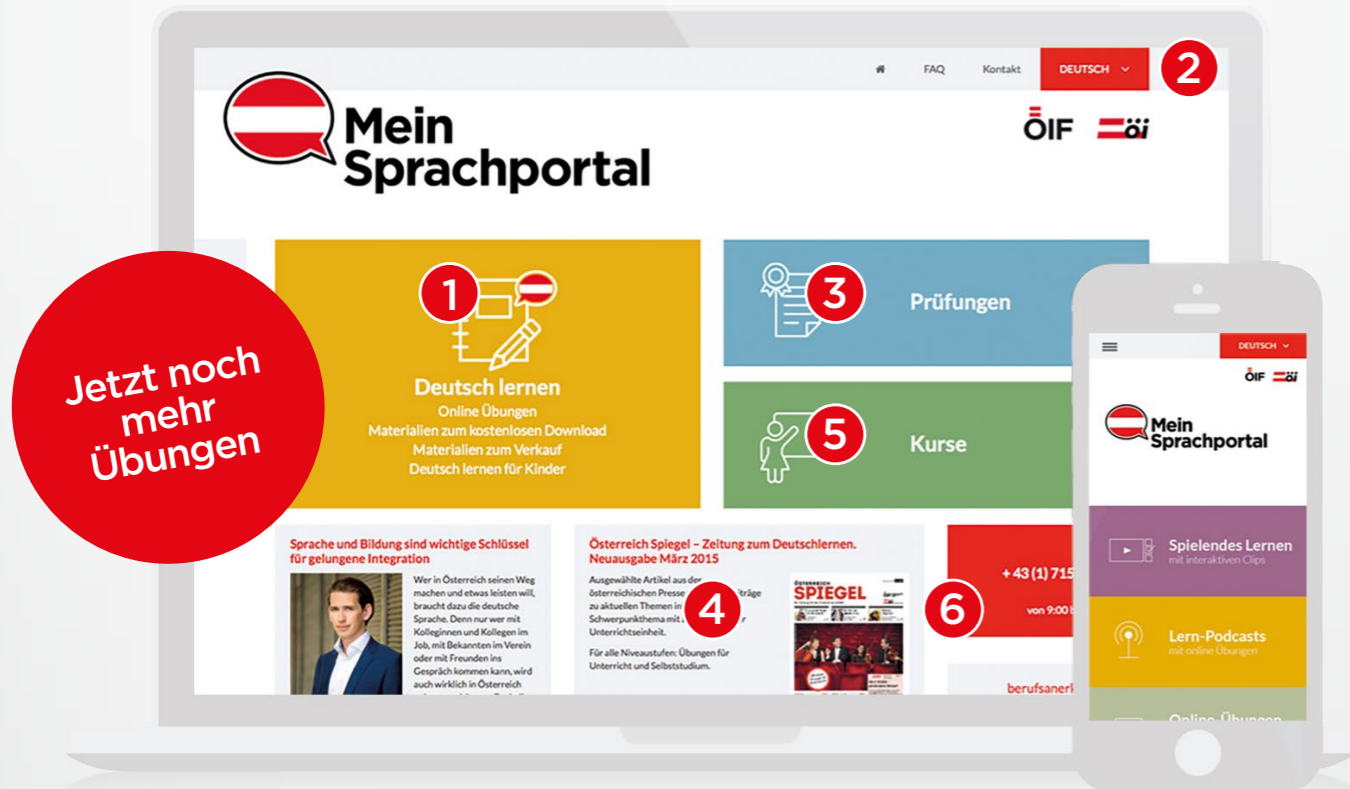 FAQ
Kontakt
DEUTSCH
2
Mein
Sprachportal
ÖIF
öi
1
Deutsch lernen
Online Übungen
Materialien zum kostenlosen Download
Materialien zum Verkauf
Deutsch lernen für Kinder
3
Prüfungen
5
Kurse
Jetzt noch
mehr
Übungen
Sprache und Bildung sind wichtige Schlüssel
für gelungene Integration
Wer in Österreich seinen Weg
machen und etwas leisten will,
braucht dazu die deutsche
Sprache. Denn nur wer mit
Kolleginnen und Kollegen im
Job, mit Bekannten im Verein
oder mit Freunden ins
Gespräch kommen kann, wird
auch wirklich in Österreich
Österreich Spiegel – Zeitung zum Deutschlernen.
Neuausgabe März 2015
Ausgewählte Artikel aus der
österreichischen Presse
zu aktuellen Themen in
Schwerpunktthema mit
Unterrichtseinheit.
4
Für alle Niveaustufen: Übungen für
Unterricht und Selbststudium.
ÖSTERREICH
SPIEGEL
6
+ 43 (1) 715
von 9:00
DEUTSCH
ÖIF
öi
Mein
Sprachportal
Spielendes Lernen
mit interaktiven Clips
Lern-Podcasts
mit online Übungen
Online-Übungen